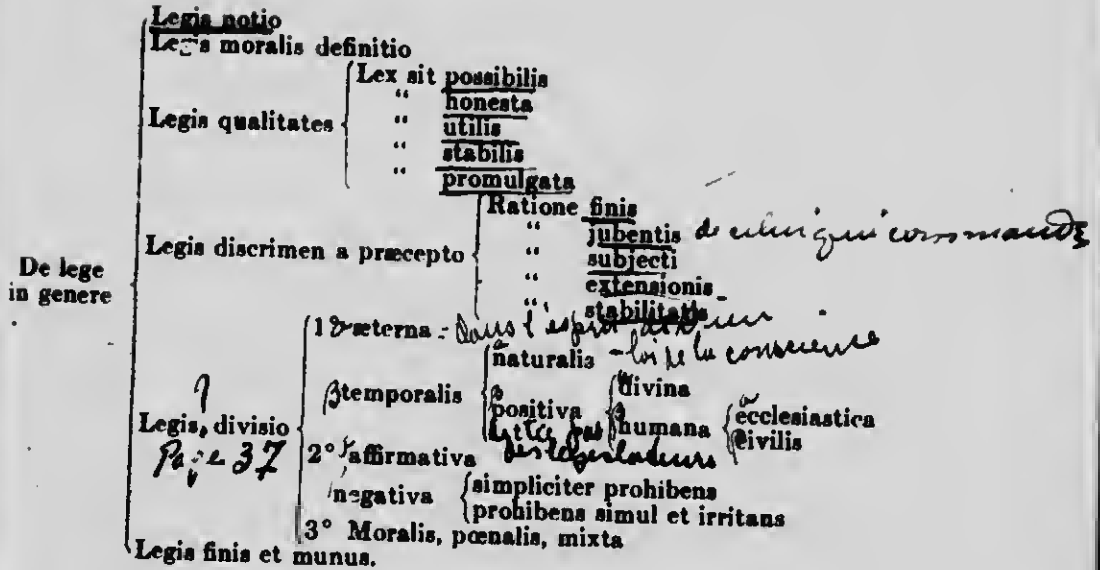 Legis notio
Legis moralis definitio
Legis qualitates
Lex sit possibilis
“ honesta
“ utilis
“ stabilis
“ promulgata
Legis discrimen a præcepto
Ratione finis
“ jubentis de celui qui commande
“ subjecti
“ extensionis
“ stabilitatis
De lege
in genere
1° æterna - dans l'esprit de Dieu
temporalis
naturalis - loi de la conscience
positiva
divina
humana
ecclesiastica
civilis
Legis divisio
Page 37
des législateurs
2° affirmativa
negativa
simpliciter prohibens
prohibens simul et irritans
3° Moralis, pœnalis, mixta
Legis finis et munus.